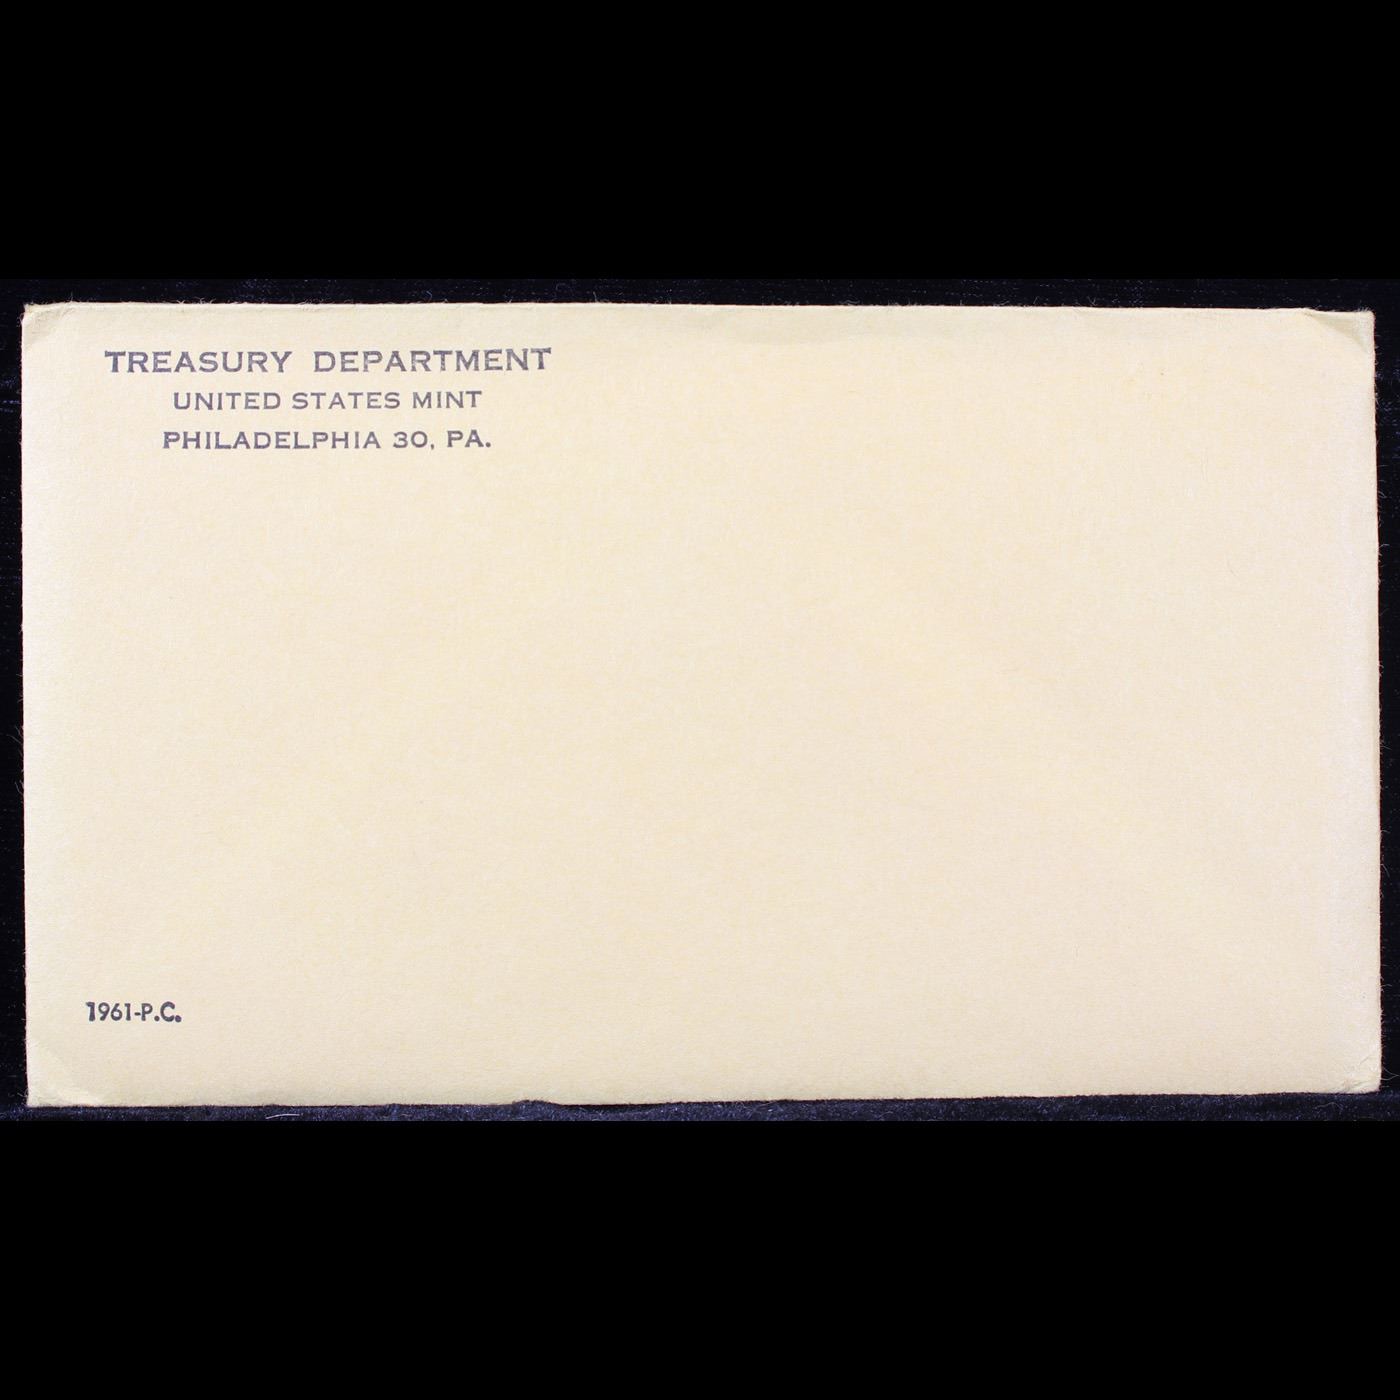 TREASURY DEPARTMENT
UNITED STATES MINT
PHILADELPHIA 30, PA.
1961-P.C.